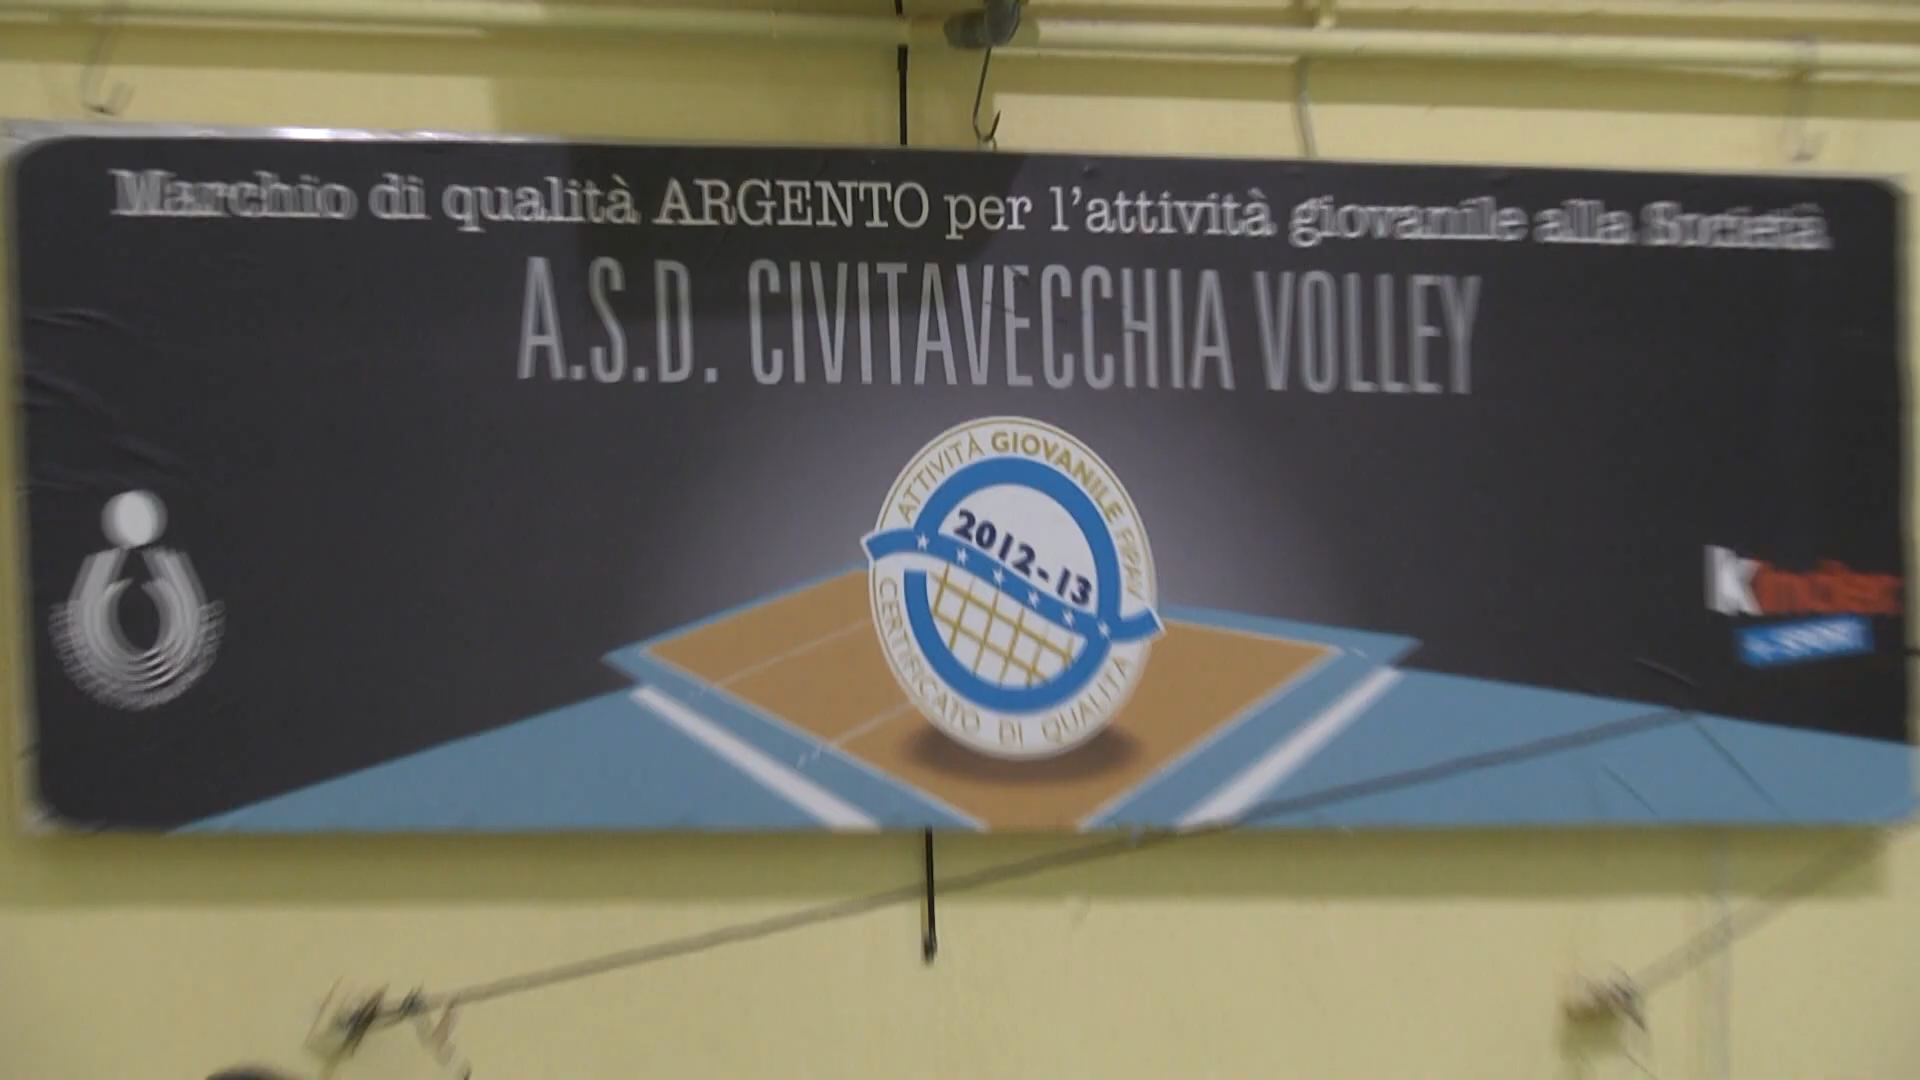 Marchio di qualità ARGENTO per l'attività giovanile alla Società
A.S.D. CIVITAVECCHIA VOLLEY
ATTIVITÀ GIOVANILE FIPAV
2012-13
CERTIFICATO DI QUALITÀ
Kinder
+SPORT